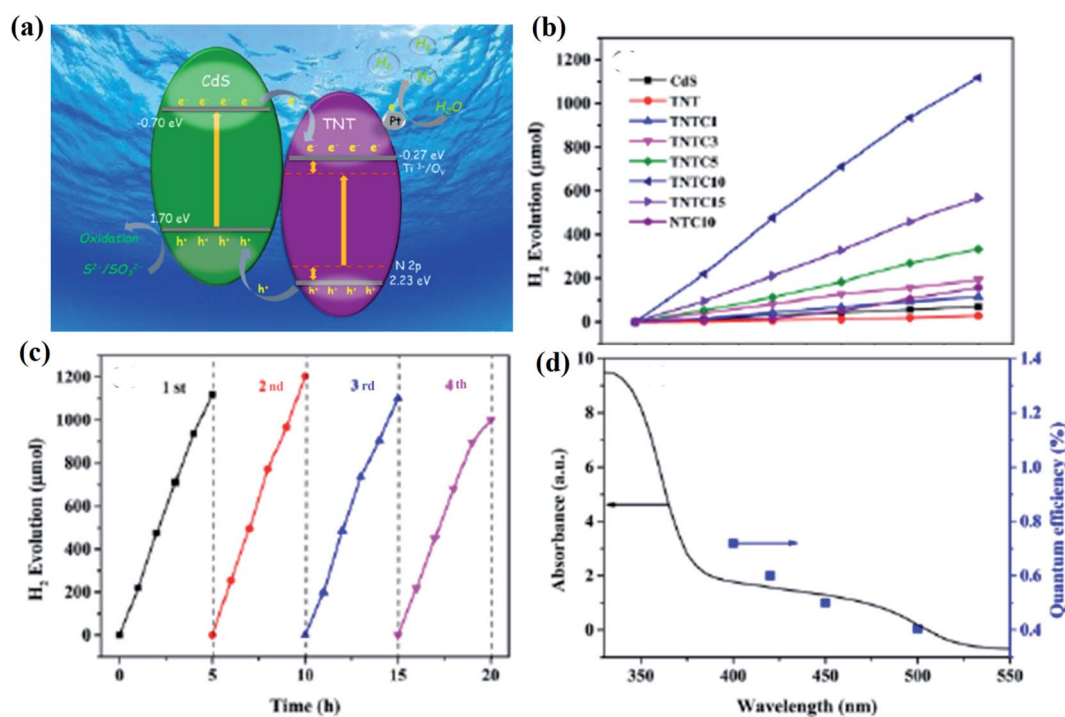 (a)
CdS
e⁻ e⁻ e⁻ e⁻
-0.70 eV
1.70 eV
h⁺ h⁺ h⁺ h⁺
Oxidation
S²⁻/SO₃²⁻
h⁺
e⁻
TNT
e⁻ e⁻ e⁻ e⁻
-0.27 eV
Ti ³⁺/Oᵥ
N 2p
2.23 eV
h⁺ h⁺ h⁺ h⁺
H₂
H₂
H₂
e⁻
Pt
H₂O
(b)
H₂ Evolution (μmol)
1200
1000
800
600
400
200
0
CdS
TNT
TNTC1
TNTC3
TNTC5
TNTC10
TNTC15
NTC10
(c)
H₂ Evolution (μmol)
1200
1000
800
600
400
200
0
1 st
2 nd
3 rd
4 th
0 5 10 15 20
Time (h)
(d)
Absorbance (a.u.)
10
8
6
4
2
0
350 400 450 500 550
Wavelength (nm)
1.4
1.2
1.0
0.8
0.6
0.4
Quantum efficiency (%)